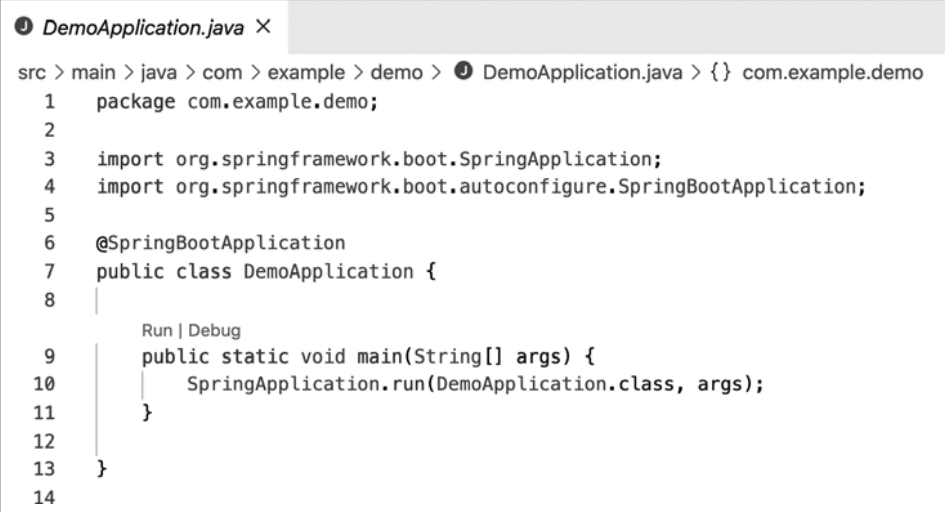 DemoApplication.java ×
src > main > java > com > example > demo > J DemoApplication.java > {} com.example.demo
1 package com.example.demo;
2
3 import org.springframework.boot.SpringApplication;
4 import org.springframework.boot.autoconfigure.SpringBootApplication;
5
6 @SpringBootApplication
7 public class DemoApplication {
8
Run | Debug
9 public static void main(String[] args) {
10 SpringApplication.run(DemoApplication.class, args);
11 }
12
13 }
14